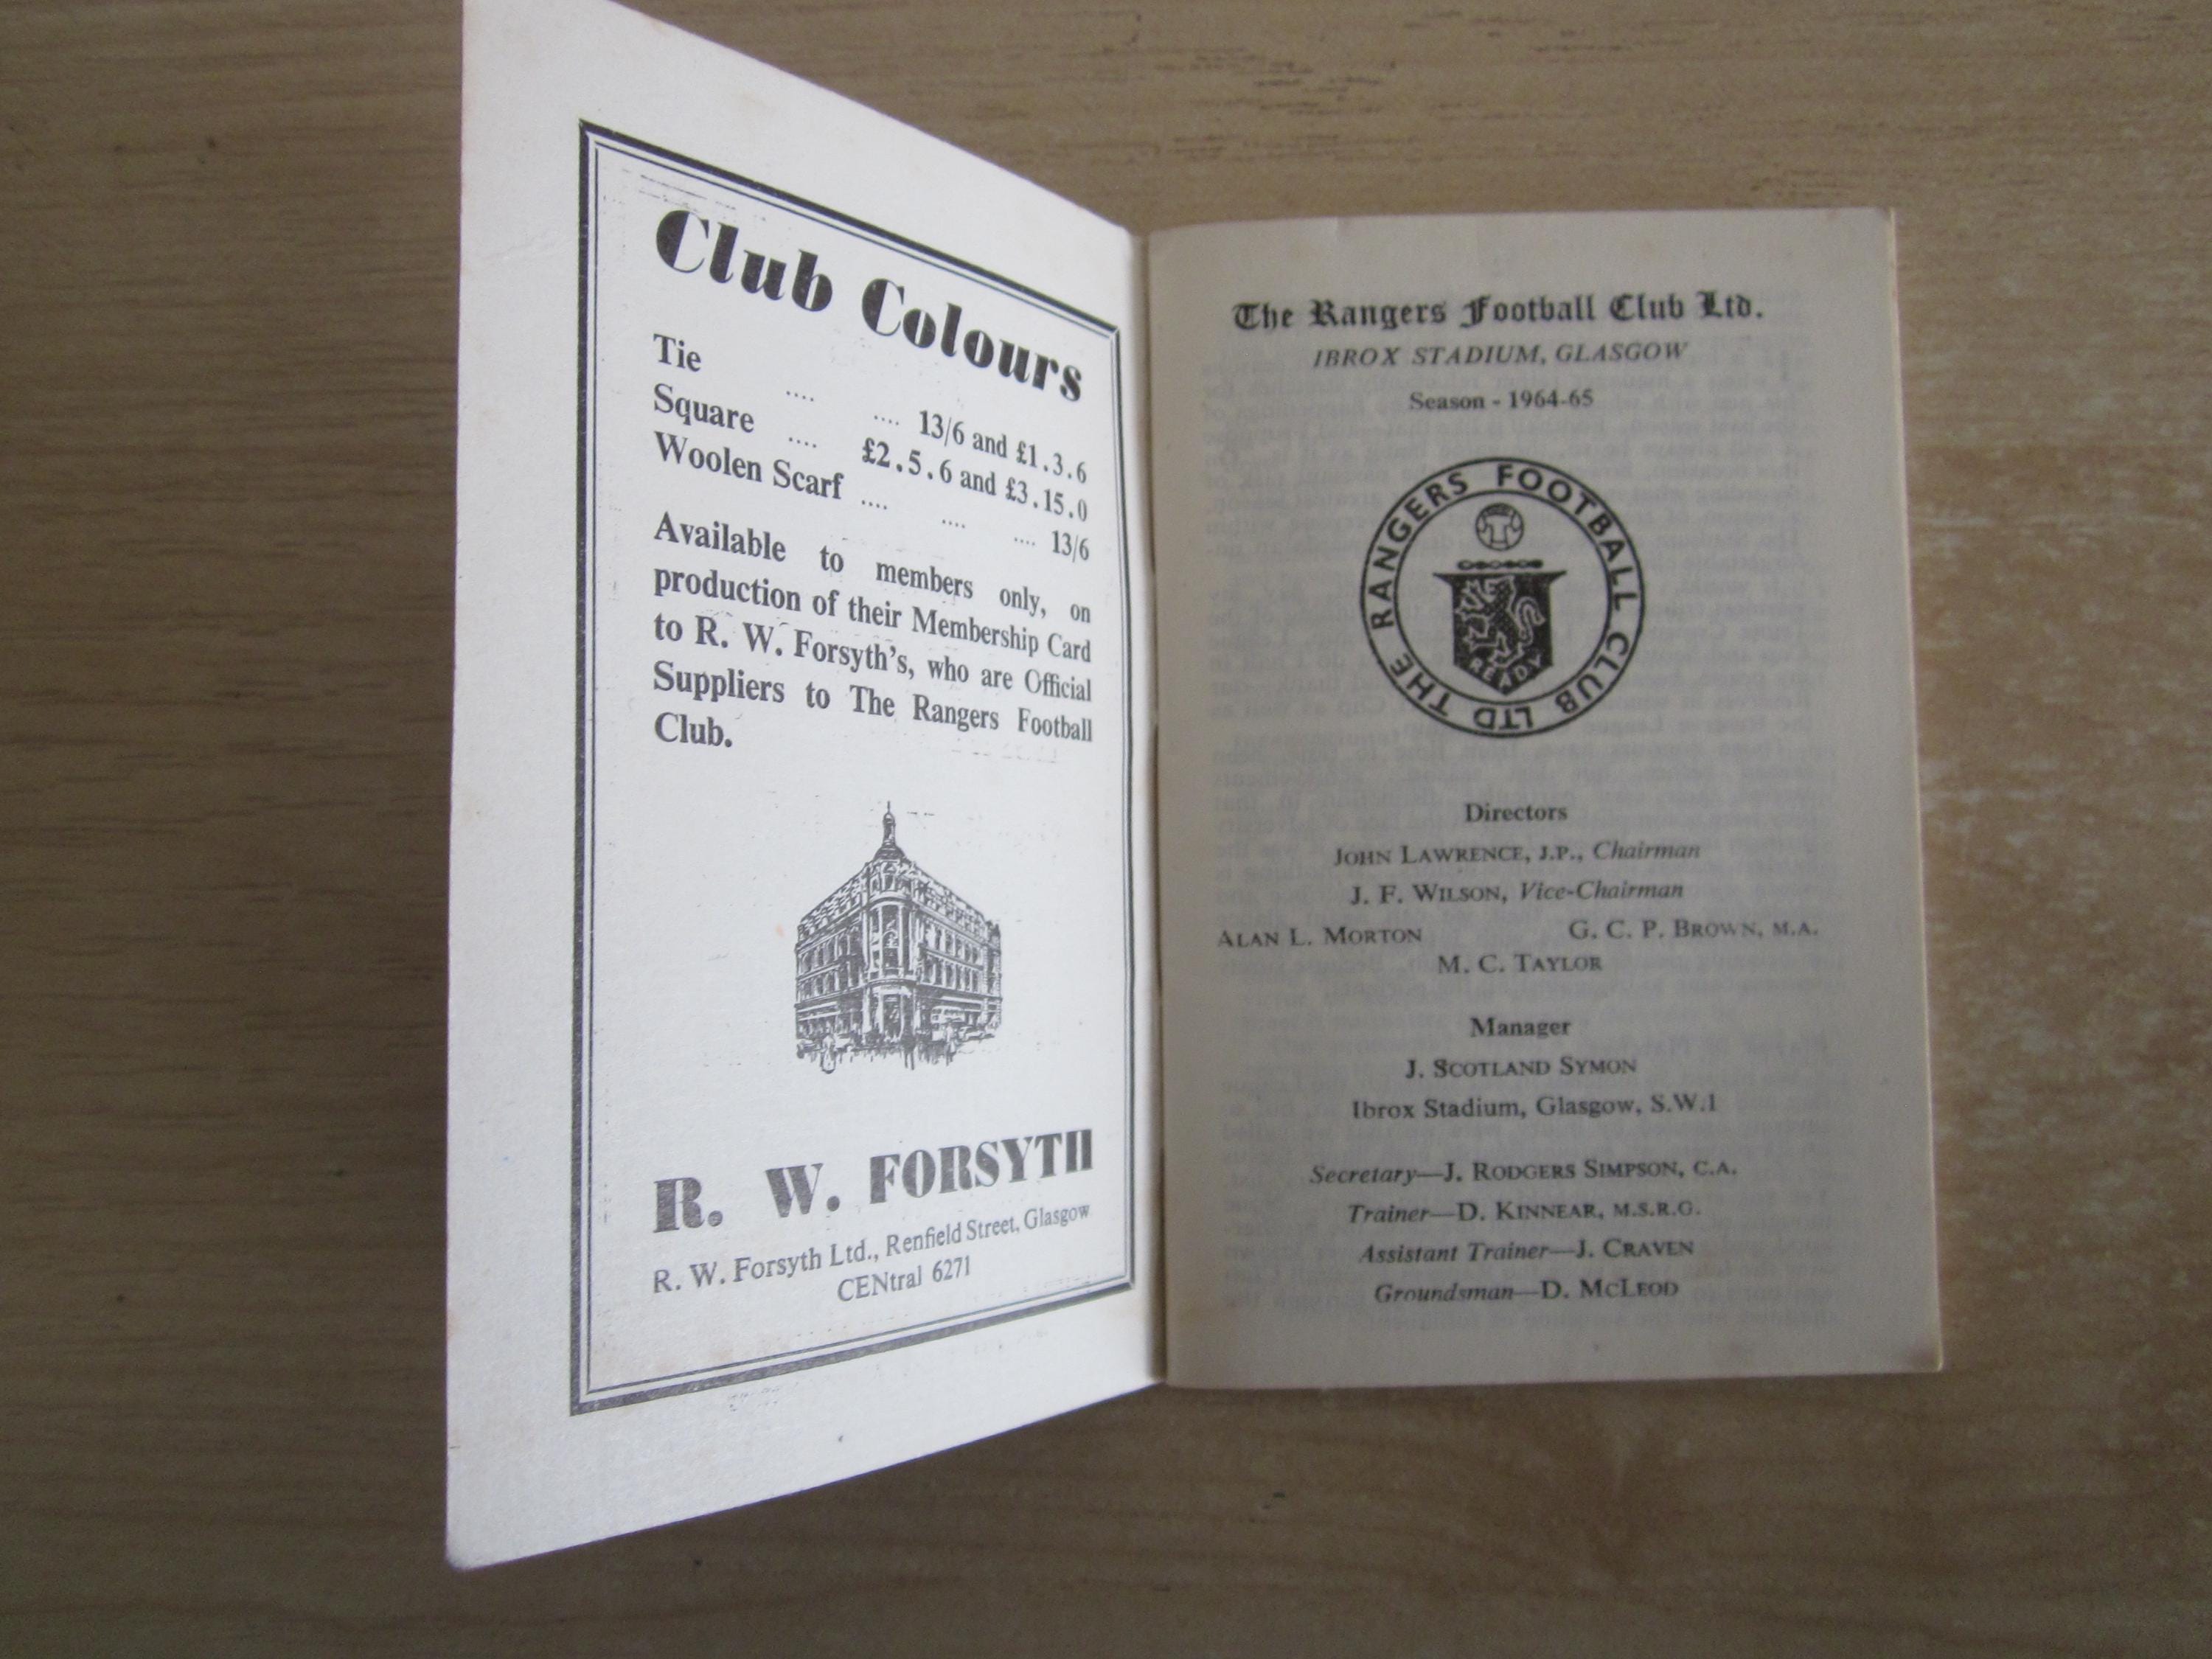 Club Colours
Tie .... .... 13/6 and £1.3.6
Square .... £2.5.6 and £3.15.0
Woolen Scarf .... .... .... 13/6
Available to members only, on
production of their Membership Card
to R. W. Forsyth's, who are Official
Suppliers to The Rangers Football
Club.
R. W. FORSYTH
R. W. Forsyth Ltd., Renfield Street, Glasgow
CENtral 6271
The Rangers Football Club Ltd.
IBROX STADIUM, GLASGOW
Season - 1964-65
THE RANGERS FOOTBALL CLUB LTD
READY
Directors
JOHN LAWRENCE, J.P., Chairman
J. F. WILSON, Vice-Chairman
ALAN L. MORTON G. C. P. BROWN, M.A.
M. C. TAYLOR
Manager
J. SCOTLAND SYMON
Ibrox Stadium, Glasgow, S.W.1
Secretary—J. RODGERS SIMPSON, C.A.
Trainer—D. KINNEAR, M.S.R.G.
Assistant Trainer—J. CRAVEN
Groundsman—D. MCLEOD